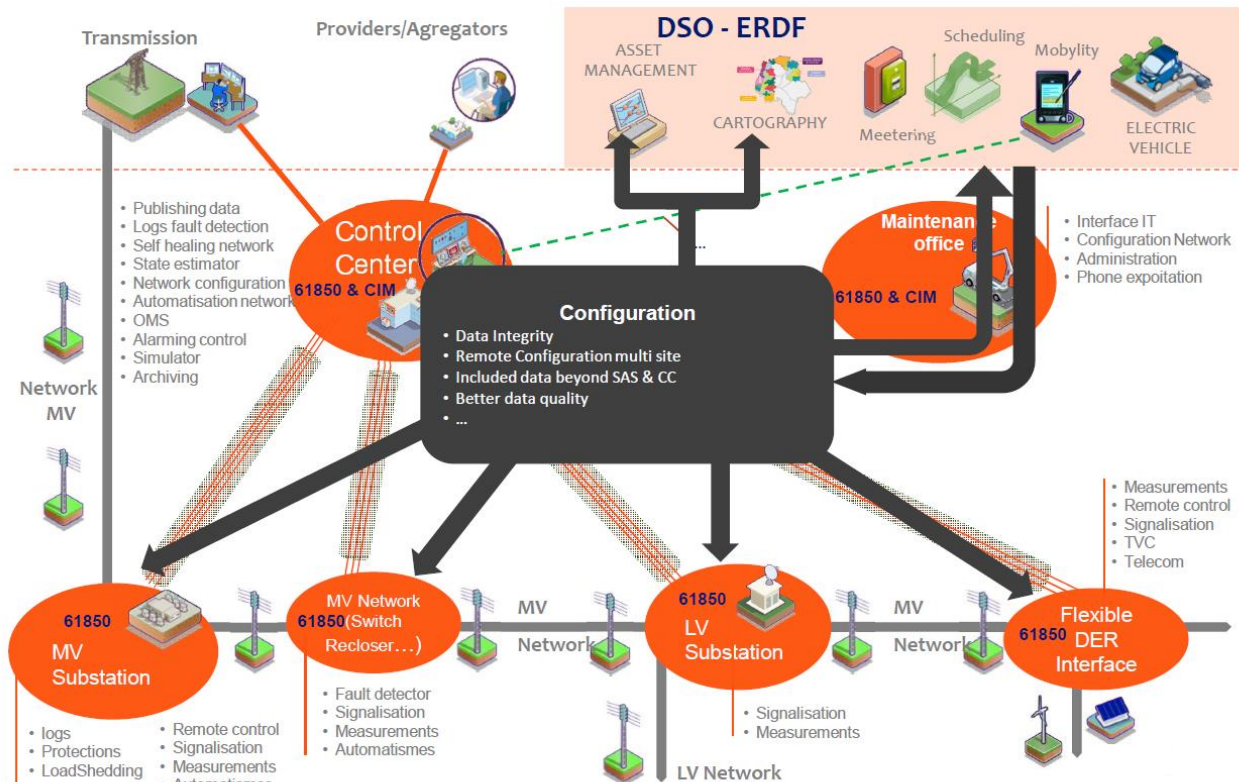 Transmission
Providers/Agregators
DSO - ERDF
ASSET
MANAGEMENT
CARTOGRAPHY
Meetering
Scheduling
Mobylity
ELECTRIC
VEHICLE
• Publishing data
• Logs fault detection
• Self healing network
• State estimator
• Network configuration
• Automatisation network
• OMS
• Alarming control
• Simulator
• Archiving
Control
Center
61850 & CIM
...
Maintenance
office
61850 & CIM
• Interface IT
• Configuration Network
• Administration
• Phone expoitation
Configuration
• Data Integrity
• Remote Configuration multi site
• Included data beyond SAS & CC
• Better data quality
• ...
Network
MV
• Measurements
• Remote control
• Signalisation
• TVC
• Telecom
61850
MV
Substation
MV Network
61850(Switch
Recloser...)
MV
Network
61850
LV
Substation
MV
Network
61850
Flexible
DER
Interface
• logs
• Protections
• LoadShedding
• Remote control
• Signalisation
• Measurements
• Automatismes
• Fault detector
• Signalisation
• Measurements
• Automatismes
• Signalisation
• Measurements
LV Network